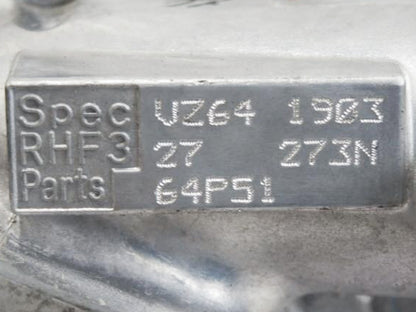 Spec VZ64 1903
RHF3 27 273N
Parts 64P51